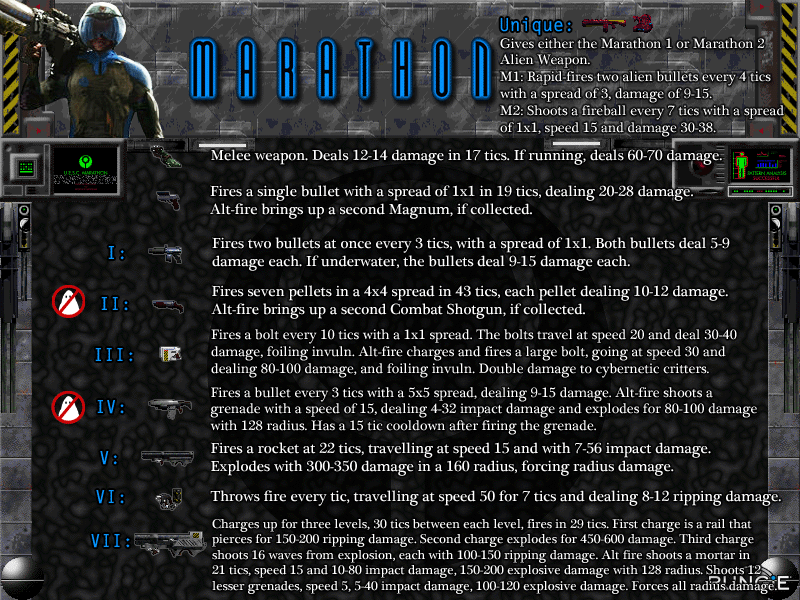 MARATHON
Unique:
Gives either the Marathon 1 or Marathon 2
Alien Weapon.
M1: Rapid-fires two alien bullets every 4 tics
with a spread of 3, damage of 9-15.
M2: Shoots a fireball every 7 tics with a spread
of 1x1, speed 15 and damage 30-38.
Melee weapon. Deals 12-14 damage in 17 tics. If running, deals 60-70 damage.
Fires a single bullet with a spread of 1x1 in 19 tics, dealing 20-28 damage.
Alt-fire brings up a second Magnum, if collected.
I: Fires two bullets at once every 3 tics, with a spread of 1x1. Both bullets deal 5-9
damage each. If underwater, the bullets deal 9-15 damage each.
II: Fires seven pellets in a 4x4 spread in 43 tics, each pellet dealing 10-12 damage.
Alt-fire brings up a second Combat Shotgun, if collected.
III: Fires a bolt every 10 tics with a 1x1 spread. The bolts travel at speed 20 and deal 30-40
damage, foiling invuln. Alt-fire charges and fires a large bolt, going at speed 30 and
dealing 80-100 damage, and foiling invuln. Double damage to cybernetic critters.
IV: Fires a bullet every 3 tics with a 5x5 spread, dealing 9-15 damage. Alt-fire shoots a
grenade with a speed of 15, dealing 4-32 impact damage and explodes for 80-100 damage
with 128 radius. Has a 15 tic cooldown after firing the grenade.
V: Fires a rocket at 22 tics, travelling at speed 15 and with 7-56 impact damage.
Explodes with 300-350 damage in a 160 radius, forcing radius damage.
VI: Throws fire every tic, travelling at speed 50 for 7 tics and dealing 8-12 ripping damage.
VII: Charges up for three levels, 30 tics between each level, fires in 29 tics. First charge is a rail that
pierces for 150-200 ripping damage. Second charge explodes for 450-600 damage. Third charge
shoots 16 waves from explosion, each with 100-150 ripping damage. Alt fire shoots a mortar in
21 tics, speed 15 and 10-80 impact damage, 150-200 explosive damage with 128 radius. Shoots 12
lesser grenades, speed 5, 5-40 impact damage, 100-120 explosive damage. Forces all radius damage.
BUNGIE